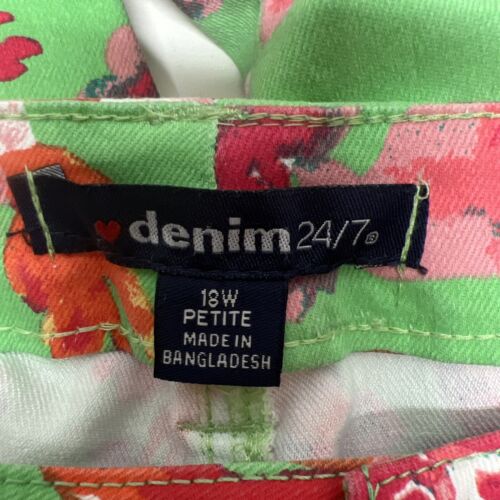 denim 24/7®
18W
PETITE
MADE IN
BANGLADESH